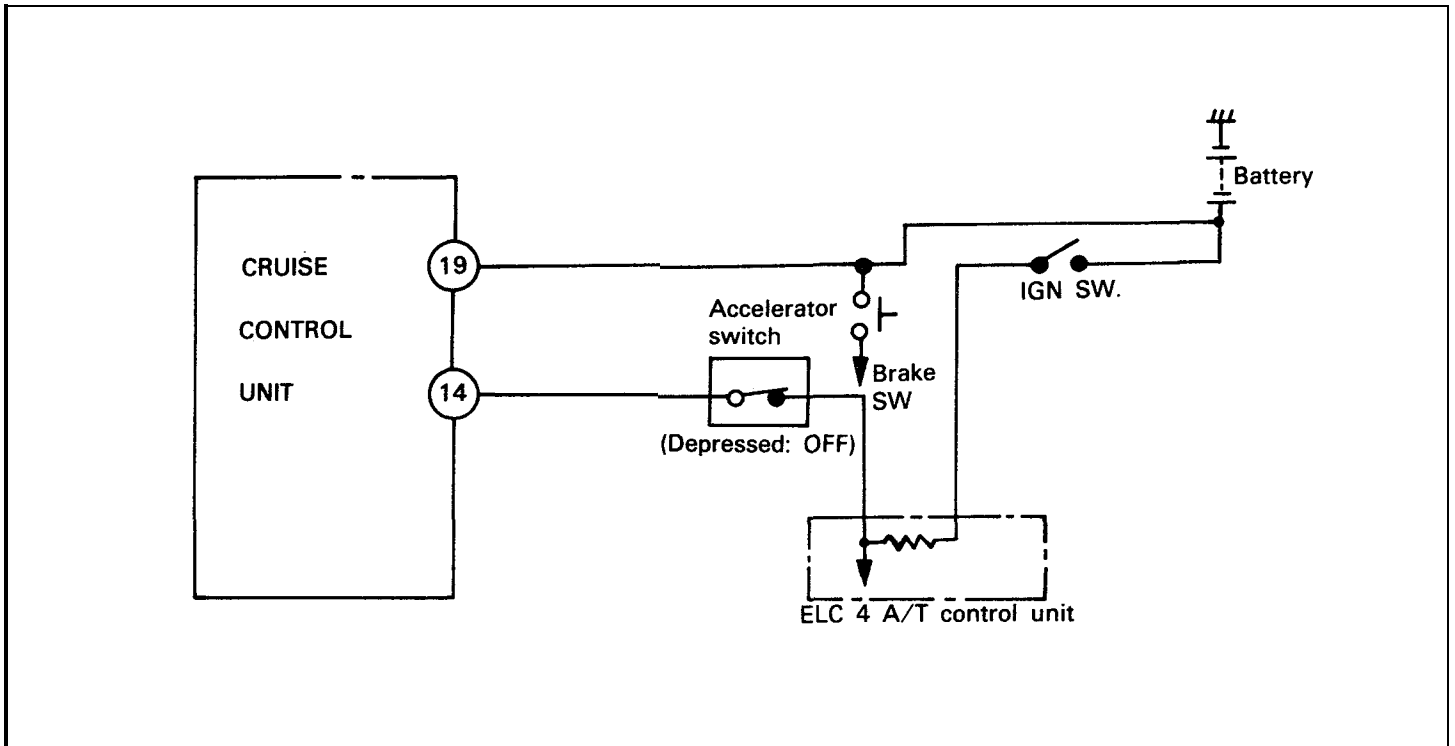 Battery
CRUISE
19
IGN SW.
CONTROL
Accelerator
switch
UNIT
14
Brake
SW
(Depressed: OFF)
ELC 4 A/T control unit